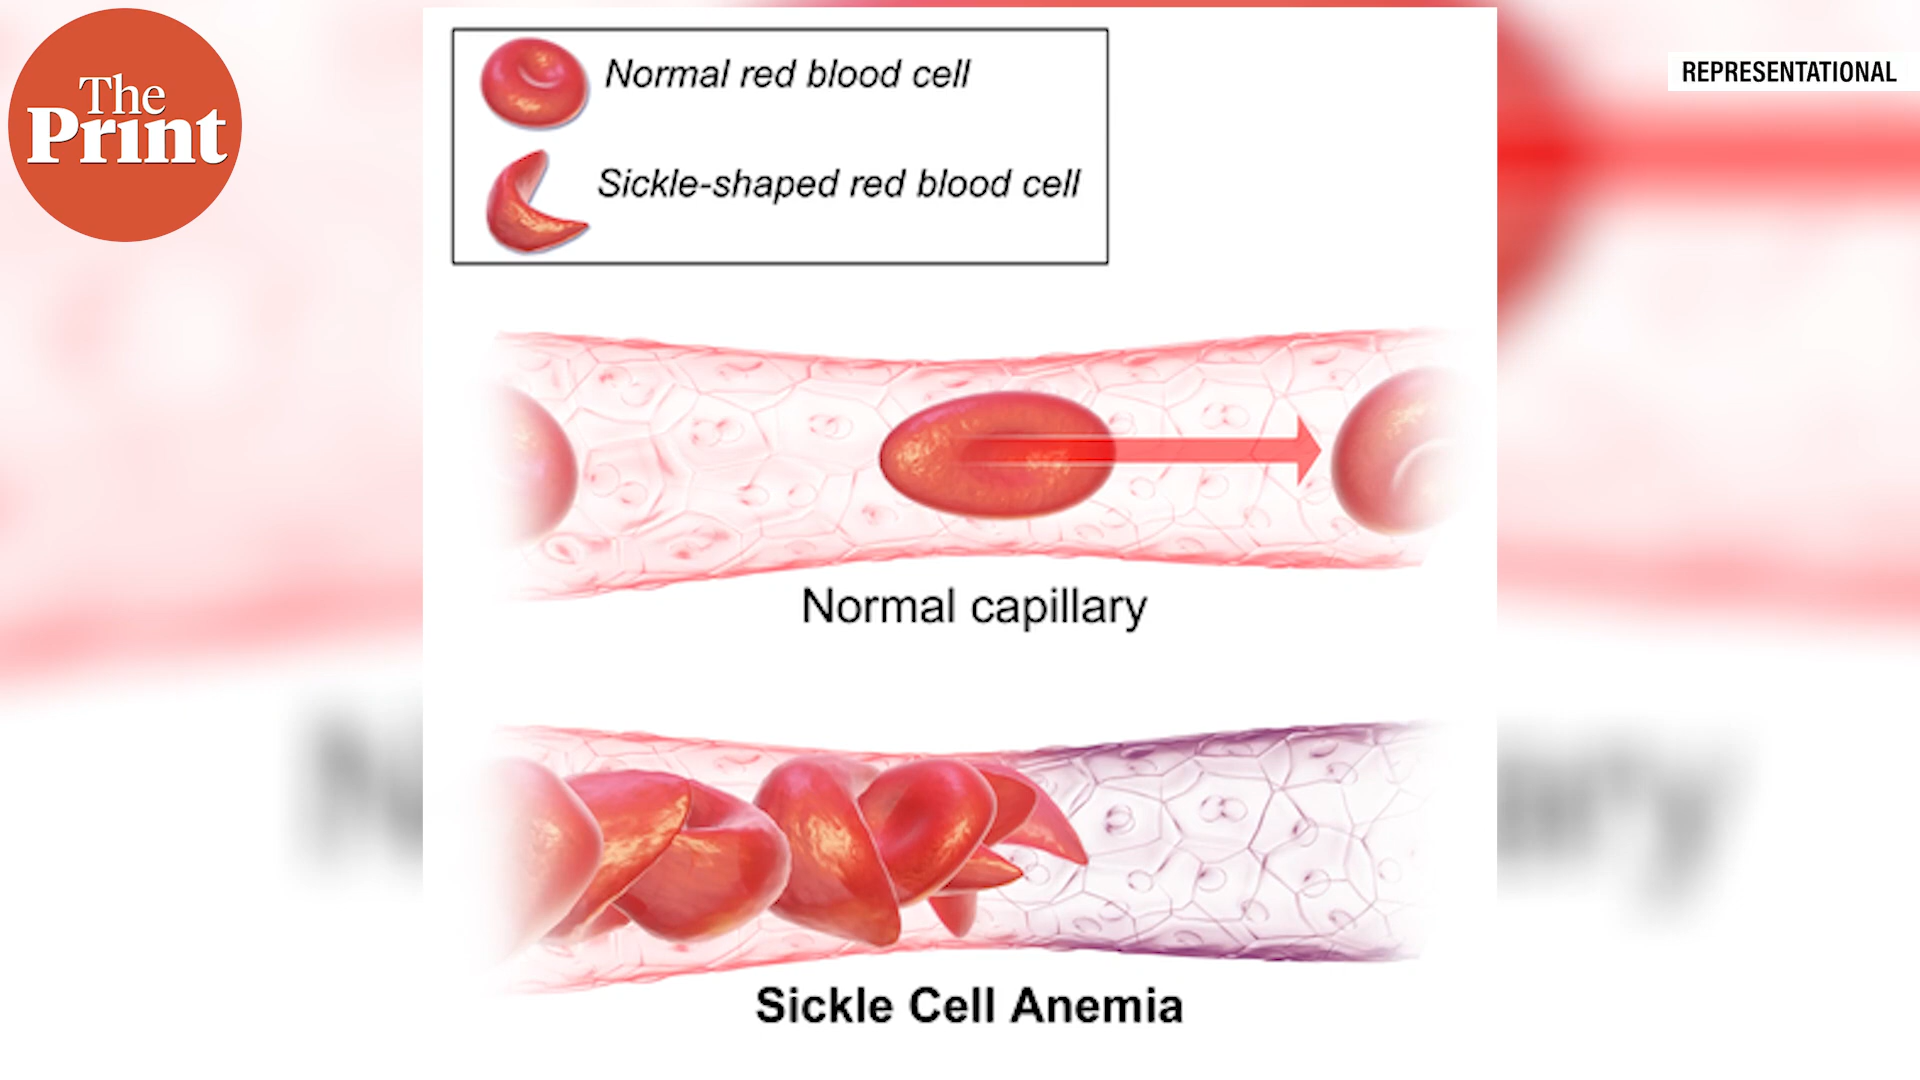 The
Print
REPRESENTATIONAL
Normal red blood cell
Sickle-shaped red blood cell
Normal capillary
Sickle Cell Anemia